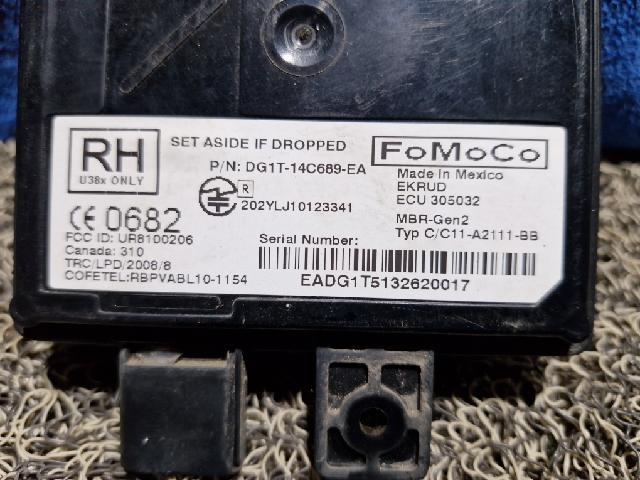 RH
U38x ONLY
SET ASIDE IF DROPPED
P/N: DG1T-14C689-EA
R
202YLJ10123341
FoMoCo
Made In Mexico
EKRUD
ECU 305032
MBR-Gen2
Typ C/C11-A2111-BB
CE 0682
FCC ID: UR8100206
Canada: 310
TRC/LPD/2008/8
COFETEL:RBPVABL10-1154
Serial Number:
EADG1T5132620017